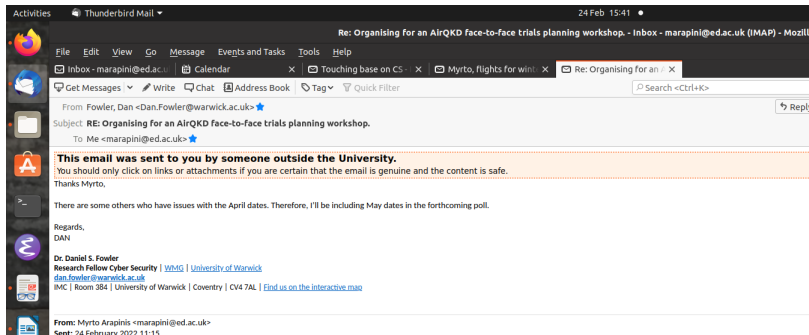 Activities Thunderbird Mail 24 Feb 15:41
Re: Organising for an AirQKD face-to-face trials planning workshop. - Inbox - marapini@ed.ac.uk (IMAP) - Mozill
File Edit View Go Message Events and Tasks Tools Help
Inbox - marapini@ed.ac.u Calendar Touching base on CS- Myrto, flights for wint Re: Organising for an A
Get Messages Write Chat Address Book Tag Quick Filter Search <Ctrl+K>
From Fowler, Dan <Dan.Fowler@warwick.ac.uk> Reply
Subject RE: Organising for an AirQKD face-to-face trials planning workshop.
To Me <marapini@ed.ac.uk>
This email was sent to you by someone outside the University.
You should only click on links or attachments if you are certain that the email is genuine and the content is safe.
Thanks Myrto,
There are some others who have issues with the April dates. Therefore, I'll be including May dates in the forthcoming poll.
Regards,
DAN
Dr. Daniel S. Fowler
Research Fellow Cyber Security | WMG | University of Warwick
dan.fowler@warwick.ac.uk
IMC | Room 384 | University of Warwick | Coventry | CV4 7AL | Find us on the interactive map
From: Myrto Arapinis <marapini@ed.ac.uk>
Sent: 24 February 2022 11:15